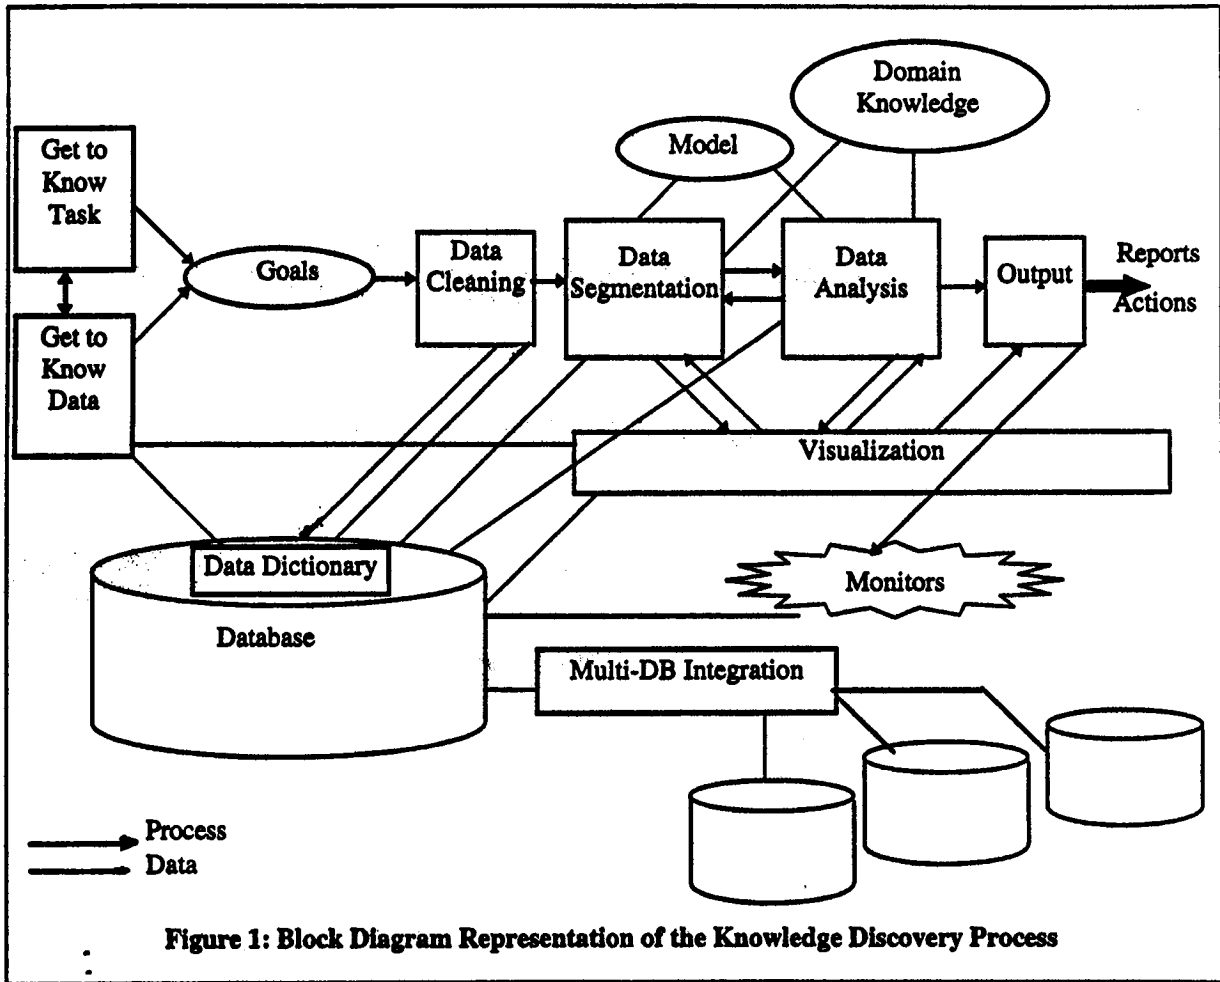 Domain
Knowledge
Model
Get to
Know
Task
Goals
Data
Cleaning
Data
Segmentation
Data
Analysis
Output
Reports
Actions
Get to
Know
Data
Visualization
Data Dictionary
Monitors
Database
Multi-DB Integration
Process
Data
Figure 1: Block Diagram Representation of the Knowledge Discovery Process